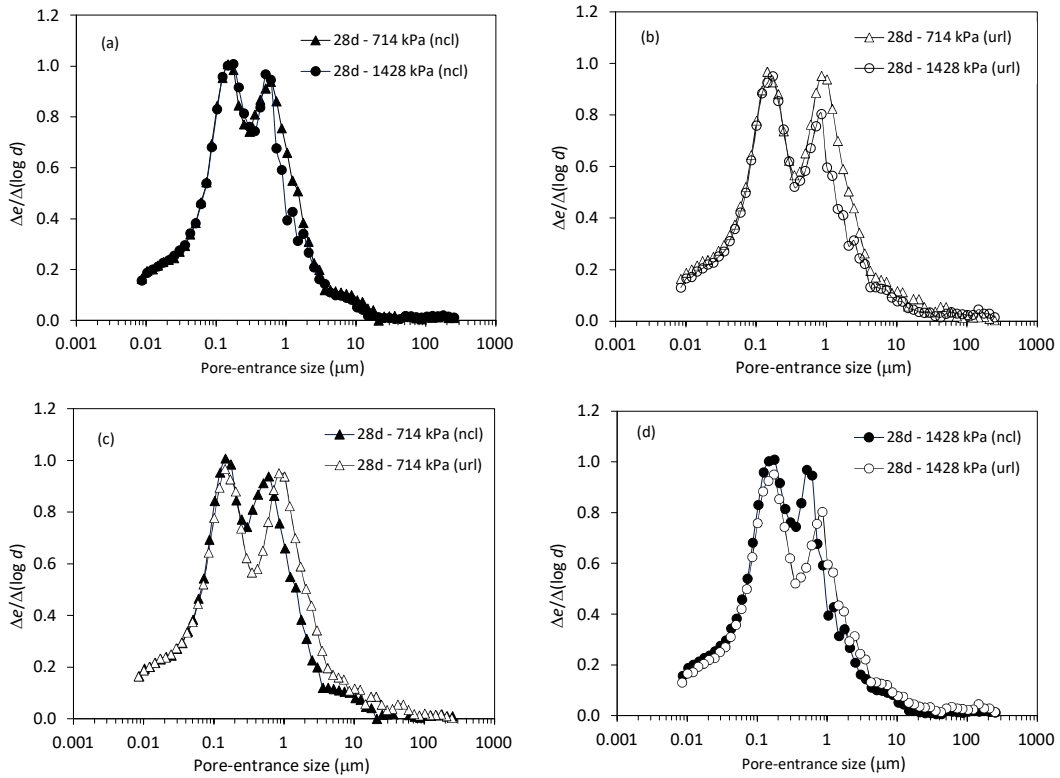 (a)
28d - 714 kPa (ncl)
28d - 1428 kPa (ncl)
1.2
1.0
0.8
0.6
0.4
0.2
0.0
Δe/Δ(log d)
0.001 0.01 0.1 1 10 100 1000
Pore-entrance size (μm)
(b)
28d - 714 kPa (url)
28d - 1428 kPa (url)
1.2
1.0
0.8
0.6
0.4
0.2
0.0
Δe/Δ(log d)
0.001 0.01 0.1 1 10 100 1000
Pore-entrance size (μm)
(c)
28d - 714 kPa (ncl)
28d - 714 kPa (url)
1.2
1.0
0.8
0.6
0.4
0.2
0.0
Δe/Δ(log d)
0.001 0.01 0.1 1 10 100 1000
Pore-entrance size (μm)
(d)
28d - 1428 kPa (ncl)
28d - 1428 kPa (url)
1.2
1.0
0.8
0.6
0.4
0.2
0.0
Δe/Δ(log d)
0.001 0.01 0.1 1 10 100 1000
Pore-entrance size (μm)